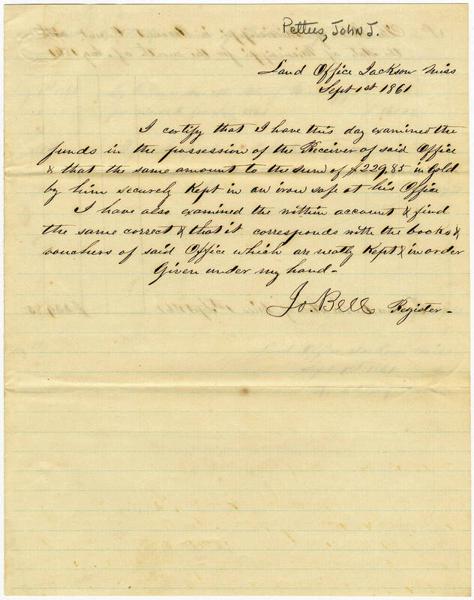 Pettus, John J.
Land Office Jackson Miss
Sept 1st 1861
I certify that I have this day examined the
funds in the possession of the Receiver of said Office
& that the same amount to the sum of $229,85 in Gold
by him securely kept in an iron safe at his Office
I have also examined the within account & find
the same correct & that it corresponds with the books &
vouchers of said Office which are neatly kept & in order
Given under my hand -
Jo. Bell Register -